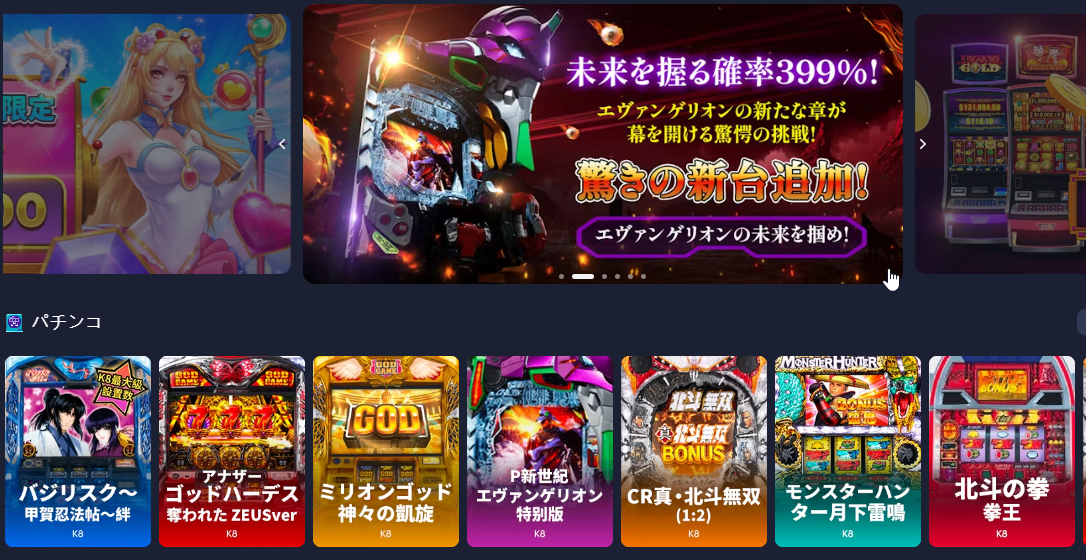 限定
00
未来を握る確率399%!
エヴァンゲリオンの新たな章が
幕を開ける驚愕の挑戦!
驚きの新台追加!
エヴァンゲリオンの未来を掴め!
5 DRAGONS
GOLD
パチンコ
K8最大級
設置数
バジリスク～
甲賀忍法帖～絆
K8
GOD GAME
GOD GAME
777
アナザー
ゴッドハーデス
奪われた ZEUSver
K8
GOD GAME
GOD
ミリオンゴッド
神々の凱旋
K8
P新世紀
エヴァンゲリオン
特別版
K8
北斗無双
真・北斗無双
BONUS
CR真・北斗無双
(1:2)
K8
MONSTER HUNTER
BONUS
モンスターハン
ター月下雷鳴
K8
BONUS
北斗の拳
拳王
K8